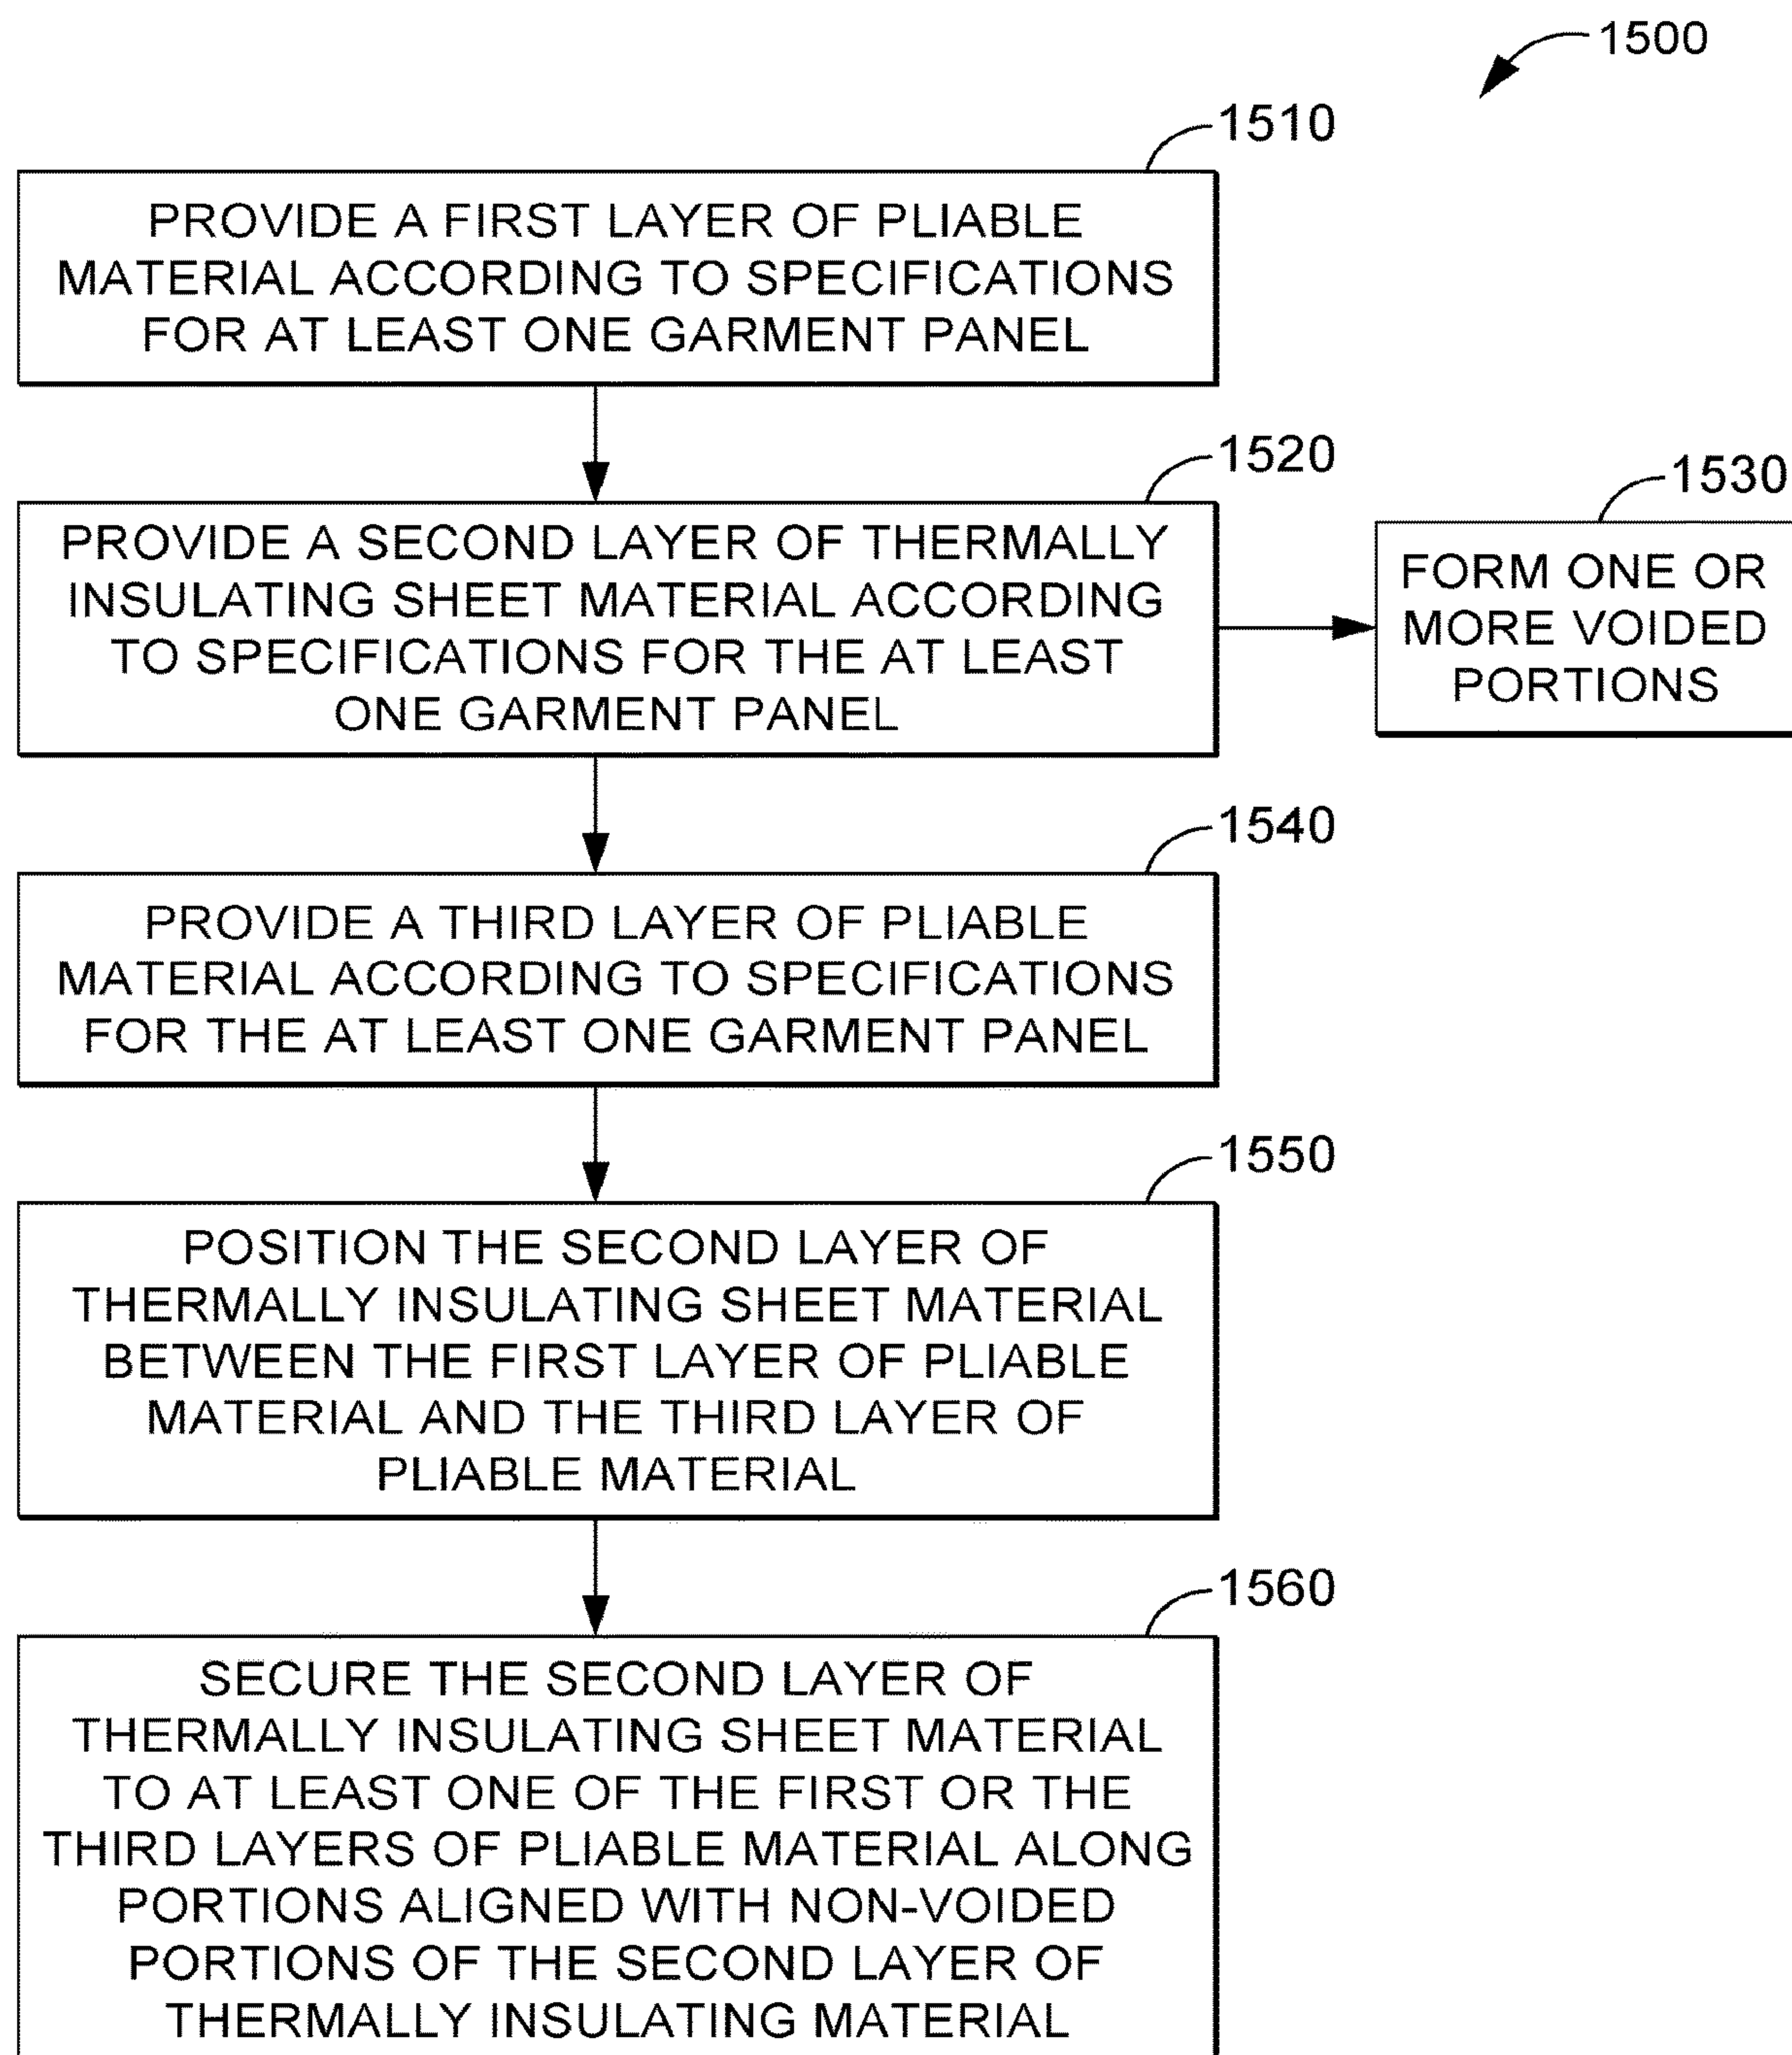 1500
1510
PROVIDE A FIRST LAYER OF PLIABLE
MATERIAL ACCORDING TO SPECIFICATIONS
FOR AT LEAST ONE GARMENT PANEL
1520
PROVIDE A SECOND LAYER OF THERMALLY
INSULATING SHEET MATERIAL ACCORDING
TO SPECIFICATIONS FOR THE AT LEAST
ONE GARMENT PANEL
1530
FORM ONE OR
MORE VOIDED
PORTIONS
1540
PROVIDE A THIRD LAYER OF PLIABLE
MATERIAL ACCORDING TO SPECIFICATIONS
FOR THE AT LEAST ONE GARMENT PANEL
1550
POSITION THE SECOND LAYER OF
THERMALLY INSULATING SHEET MATERIAL
BETWEEN THE FIRST LAYER OF PLIABLE
MATERIAL AND THE THIRD LAYER OF
PLIABLE MATERIAL
1560
SECURE THE SECOND LAYER OF
THERMALLY INSULATING SHEET MATERIAL
TO AT LEAST ONE OF THE FIRST OR THE
THIRD LAYERS OF PLIABLE MATERIAL ALONG
PORTIONS ALIGNED WITH NON-VOIDED
PORTIONS OF THE SECOND LAYER OF
THERMALLY INSULATING MATERIAL